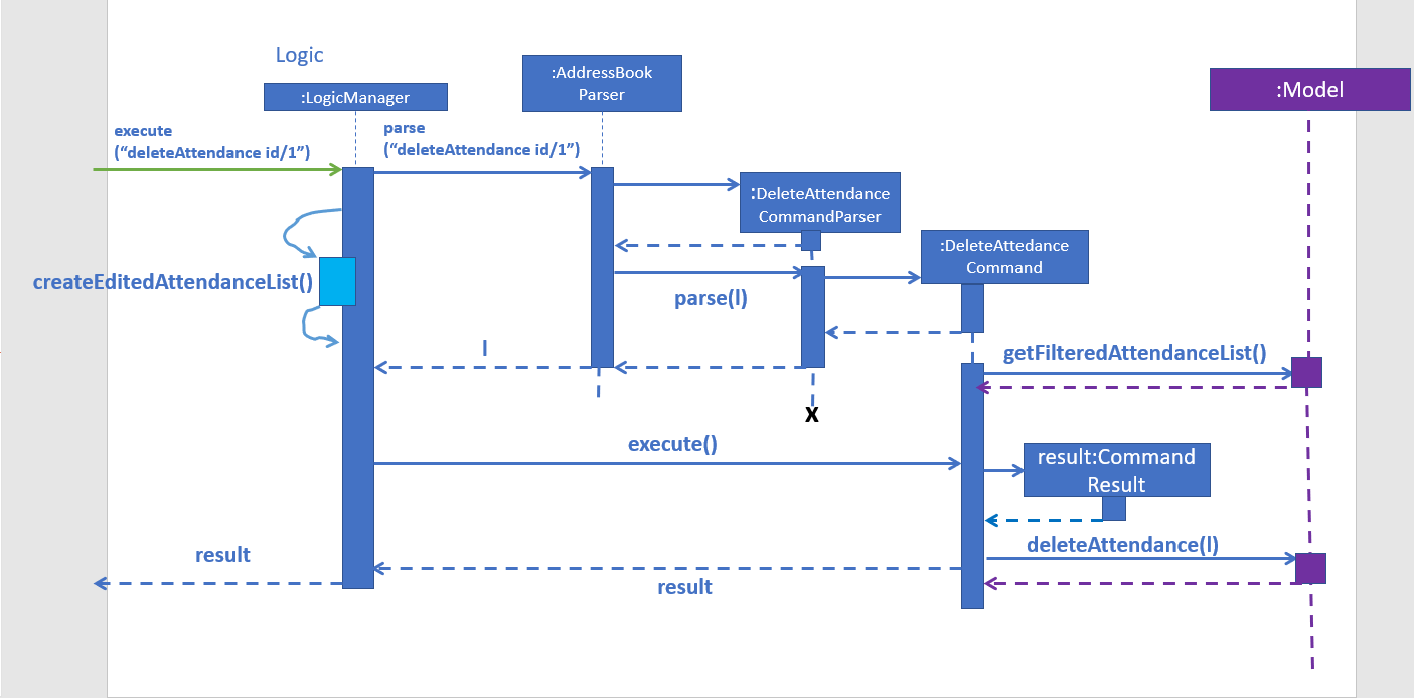 Logic
:LogicManager
:AddressBook
Parser
:Model
execute
(“deleteAttendance id/1”)
parse
(“deleteAttendance id/1”)
:DeleteAttendance
CommandParser
:DeleteAttedance
Command
createEditedAttendanceList()
parse(l)
l
getFilteredAttendanceList()
X
execute()
result:Command
Result
deleteAttendance(l)
result
result